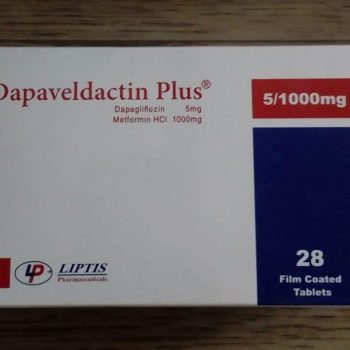 Dapaveldactin Plus®
Dapagliflozin 5mg
Metformin HCl 1000mg
5/1000mg
LP LIPTIS
Pharmaceuticals
28
Film Coated
Tablets